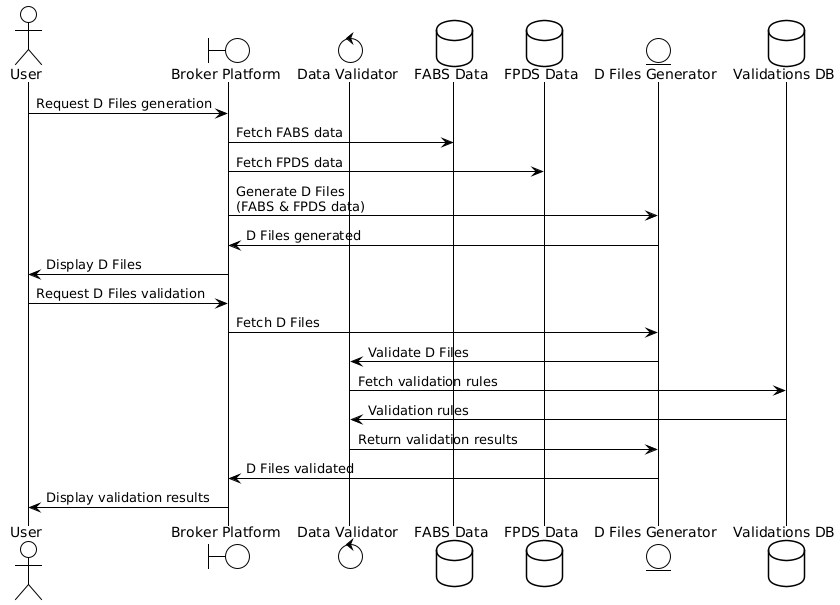 User
Broker Platform
Data Validator
FABS Data
FPDS Data
D Files Generator
Validations DB
Request D Files generation
Fetch FABS data
Fetch FPDS data
Generate D Files
(FABS & FPDS data)
D Files generated
Display D Files
Request D Files validation
Fetch D Files
Validate D Files
Fetch validation rules
Validation rules
Return validation results
D Files validated
Display validation results
User
Broker Platform
Data Validator
FABS Data
FPDS Data
D Files Generator
Validations DB